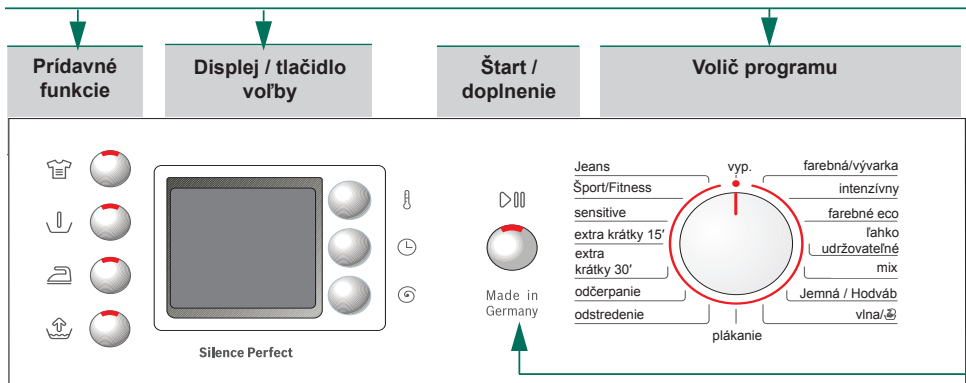 Prídavné
funkcie
Displej / tlačidlo
voľby
Štart /
doplnenie
Volič programu
Jeans
Šport/Fitness
sensitive
extra krátky 15′
extra
krátky 30′
odčerpanie
odstredenie
vyp.
plákanie
farebná/vývarka
intenzívny
farebné eco
ľahko
udržovateľné
mix
Jemná / Hodváb
vlna/
Made in
Germany
Silence Perfect